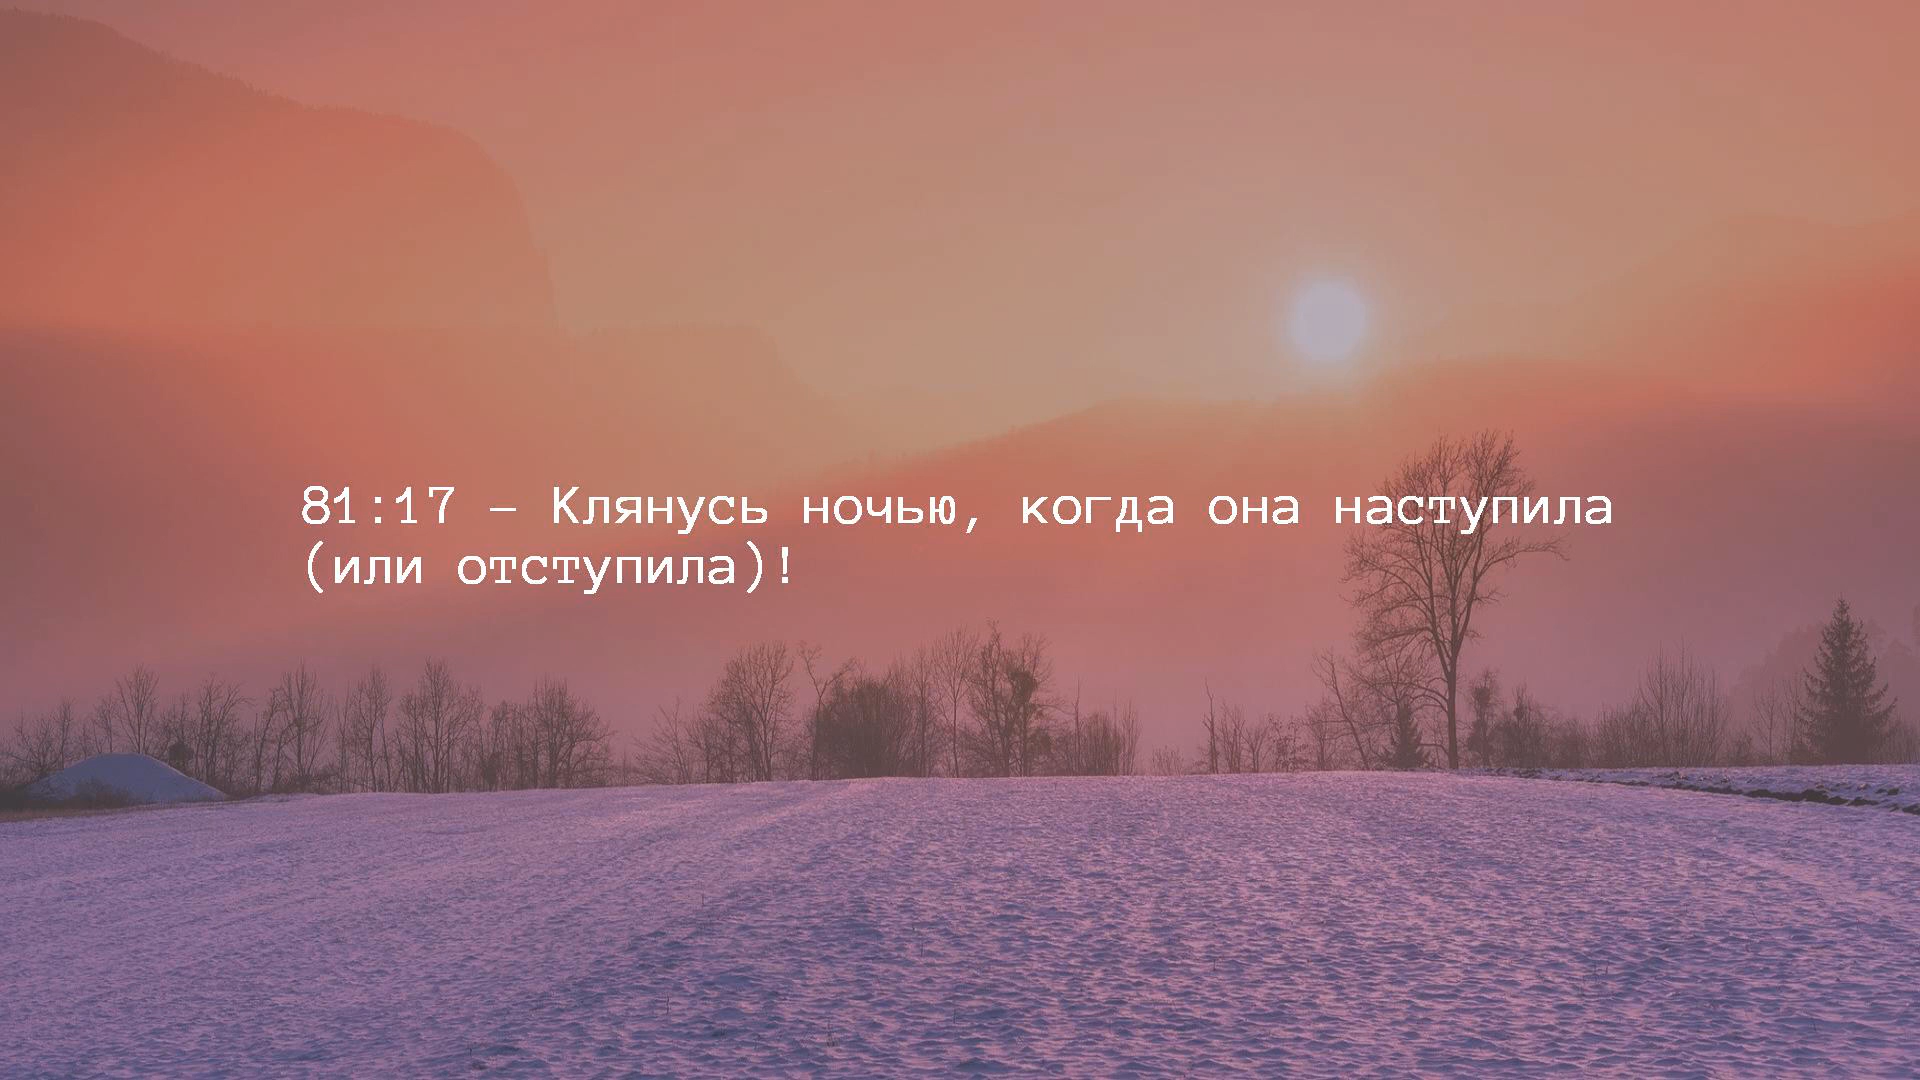 81:17 – Клянусь ночью, когда она наступила
(или отступила)!